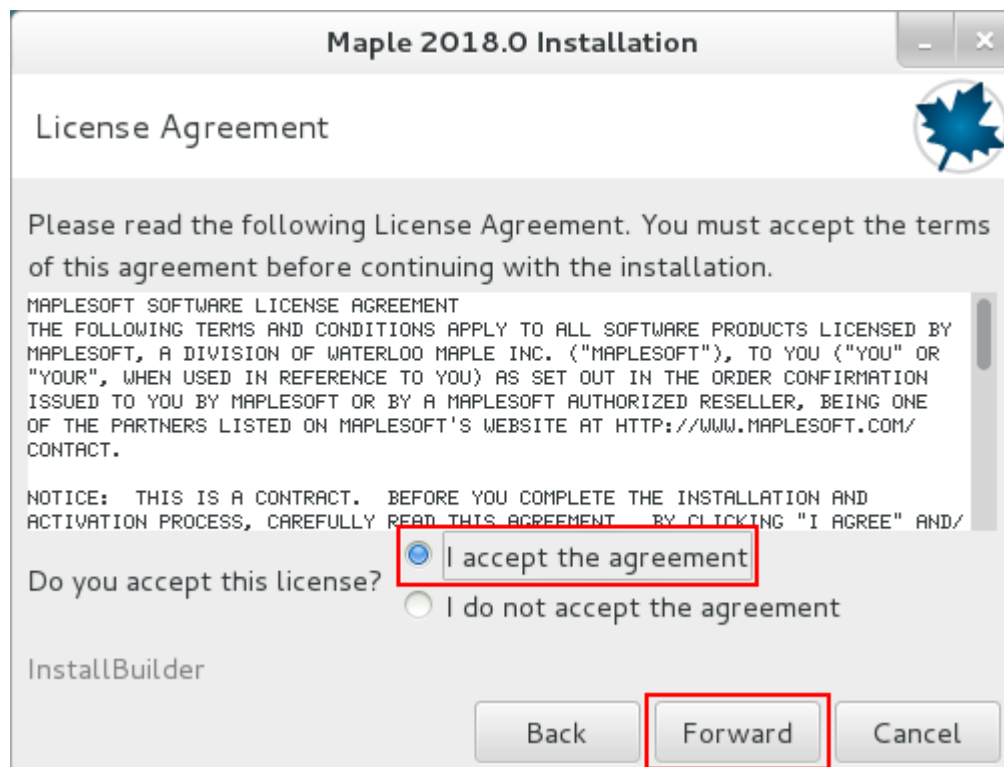 Maple 2018.0 Installation
License Agreement
Please read the following License Agreement. You must accept the terms
of this agreement before continuing with the installation.
MAPLESOFT SOFTWARE LICENSE AGREEMENT
THE FOLLOWING TERMS AND CONDITIONS APPLY TO ALL SOFTWARE PRODUCTS LICENSED BY
MAPLESOFT, A DIVISION OF WATERLOO MAPLE INC. ("MAPLESOFT"), TO YOU ("YOU" OR
"YOUR", WHEN USED IN REFERENCE TO YOU) AS SET OUT IN THE ORDER CONFIRMATION
ISSUED TO YOU BY MAPLESOFT OR BY A MAPLESOFT AUTHORIZED RESELLER, BEING ONE
OF THE PARTNERS LISTED ON MAPLESOFT'S WEBSITE AT HTTP://WWW.MAPLESOFT.COM/
CONTACT.
NOTICE:  THIS IS A CONTRACT.  BEFORE YOU COMPLETE THE INSTALLATION AND
ACTIVATION PROCESS, CAREFULLY READ THIS AGREEMENT.  BY CLICKING "I AGREE" AND/
Do you accept this license?
I accept the agreement
I do not accept the agreement
InstallBuilder
Back
Forward
Cancel